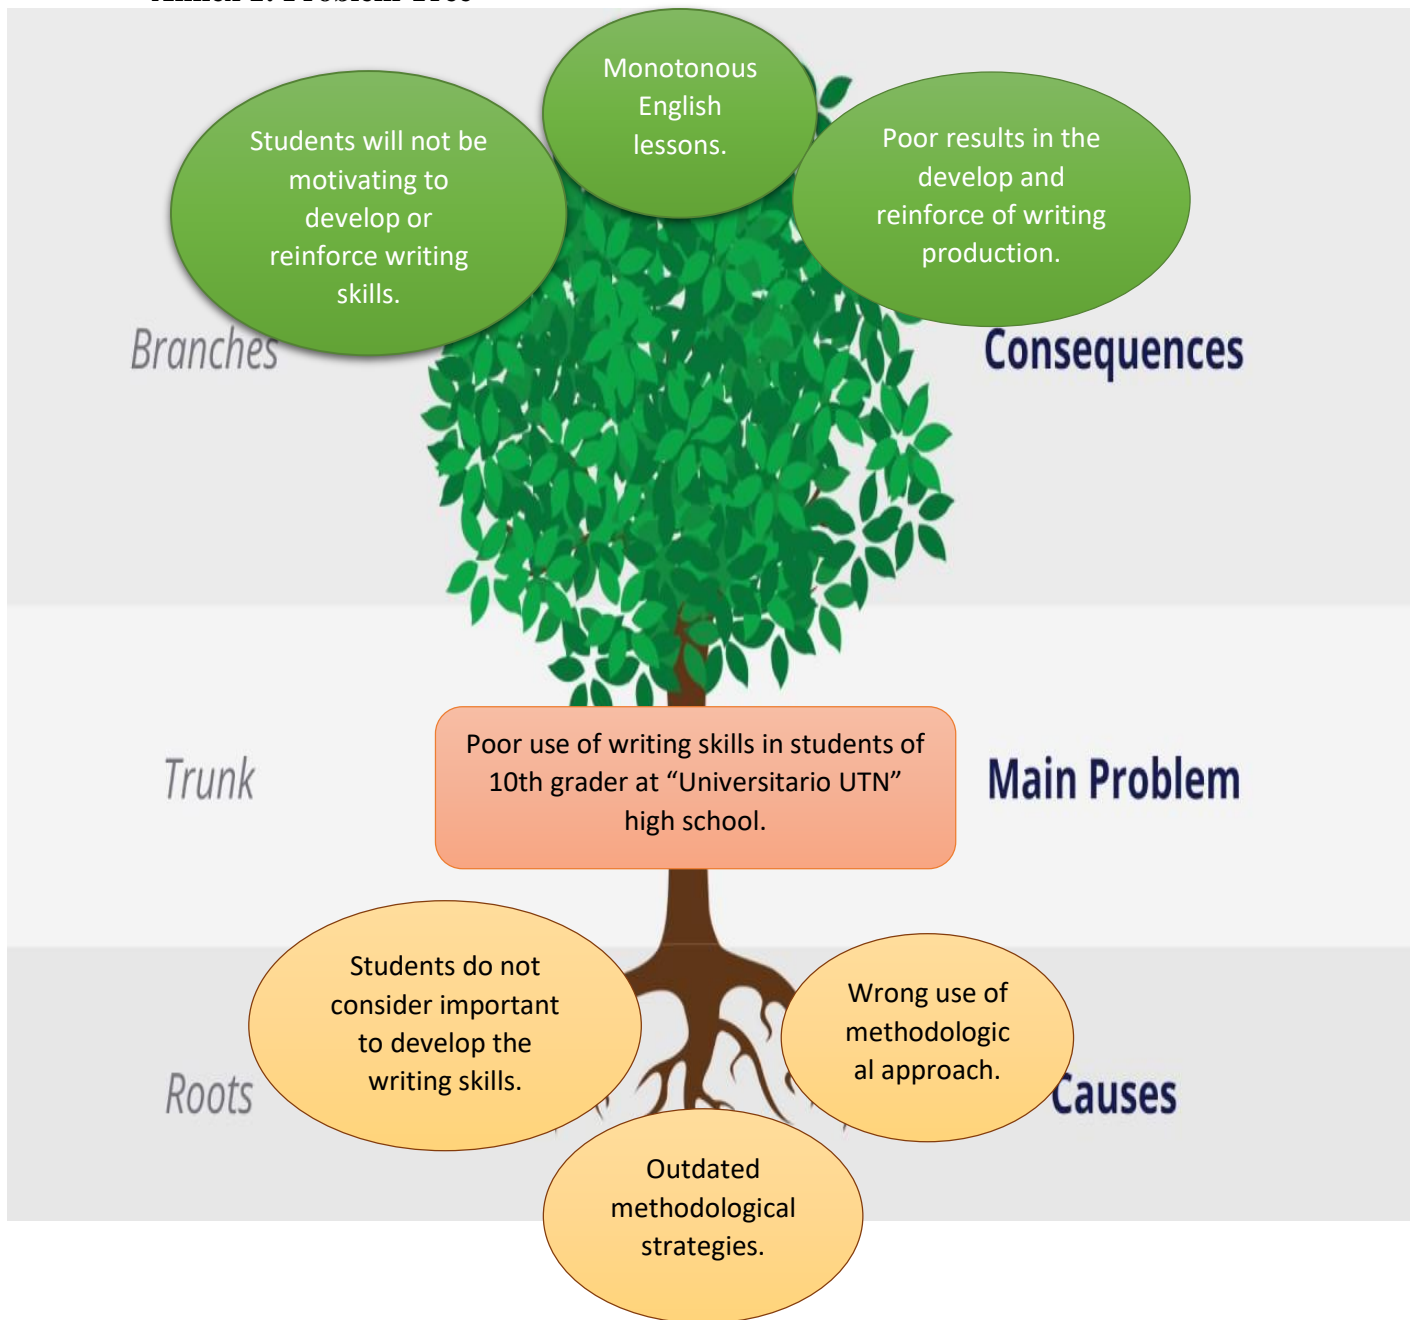 Monotonous
English
lessons.
Students will not be
motivating to
develop or
reinforce writing
skills.
Poor results in the
develop and
reinforce of writing
production.
Branches
Consequences
Poor use of writing skills in students of
10th grader at “Universitario UTN”
high school.
Trunk
Main Problem
Students do not
consider important
to develop the
writing skills.
Wrong use of
methodologic
al approach.
Roots
Causes
Outdated
methodological
strategies.